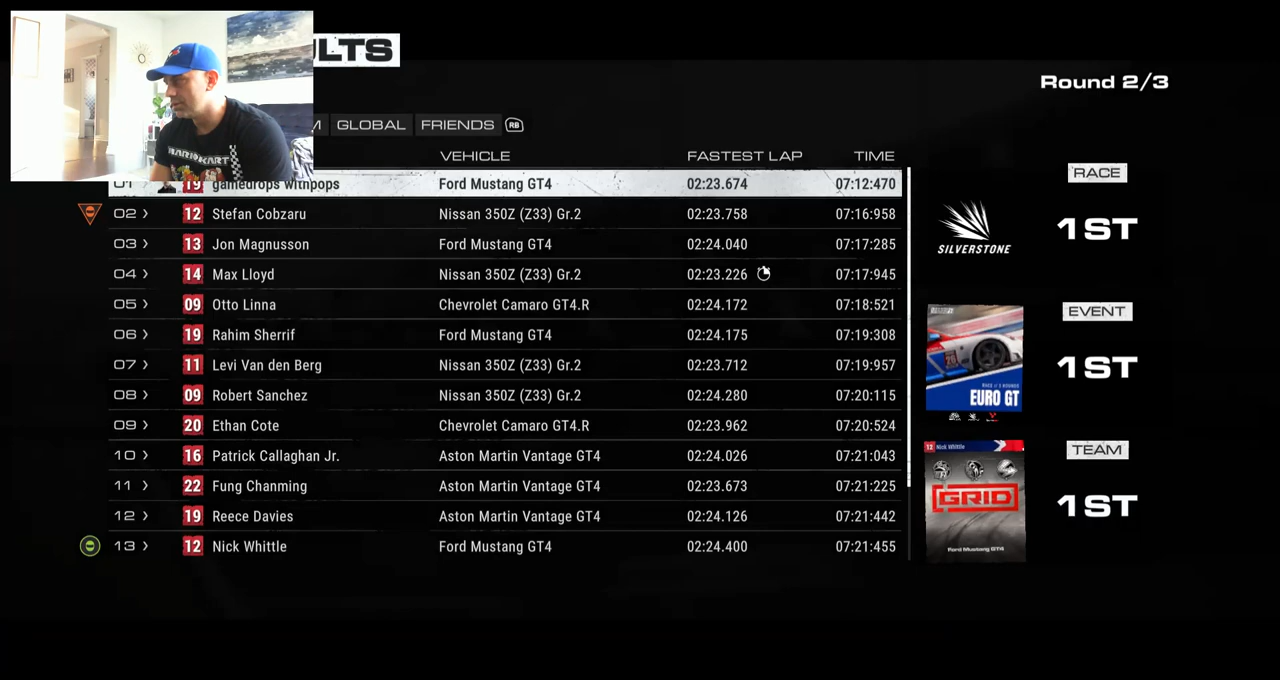 ULTS
Round 2/3
M GLOBAL FRIENDS RB
VEHICLE FASTEST LAP TIME
01 19 gamedrops withpops Ford Mustang GT4 02:23.674 07:12:470
02 > 12 Stefan Cobzaru Nissan 350Z (Z33) Gr.2 02:23.758 07:16:958
03 > 13 Jon Magnusson Ford Mustang GT4 02:24.040 07:17:285
04 > 14 Max Lloyd Nissan 350Z (Z33) Gr.2 02:23.226 07:17:945
05 > 09 Otto Linna Chevrolet Camaro GT4.R 02:24.172 07:18:521
06 > 19 Rahim Sherrif Ford Mustang GT4 02:24.175 07:19:308
07 > 11 Levi Van den Berg Nissan 350Z (Z33) Gr.2 02:23.712 07:19:957
08 > 09 Robert Sanchez Nissan 350Z (Z33) Gr.2 02:24.280 07:20:115
09 > 20 Ethan Cote Chevrolet Camaro GT4.R 02:23.962 07:20:524
10 > 16 Patrick Callaghan Jr. Aston Martin Vantage GT4 02:24.026 07:21:043
11 > 22 Fung Chanming Aston Martin Vantage GT4 02:23.673 07:21:225
12 > 19 Reece Davies Aston Martin Vantage GT4 02:24.126 07:21:442
13 > 12 Nick Whittle Ford Mustang GT4 02:24.400 07:21:455
RACE
SILVERSTONE
1ST
EVENT
1ST
RACE // 3 ROUNDS
EURO GT
TEAM
1ST
12 Nick Whittle
GRID
Ford Mustang GT4
MARIOKART